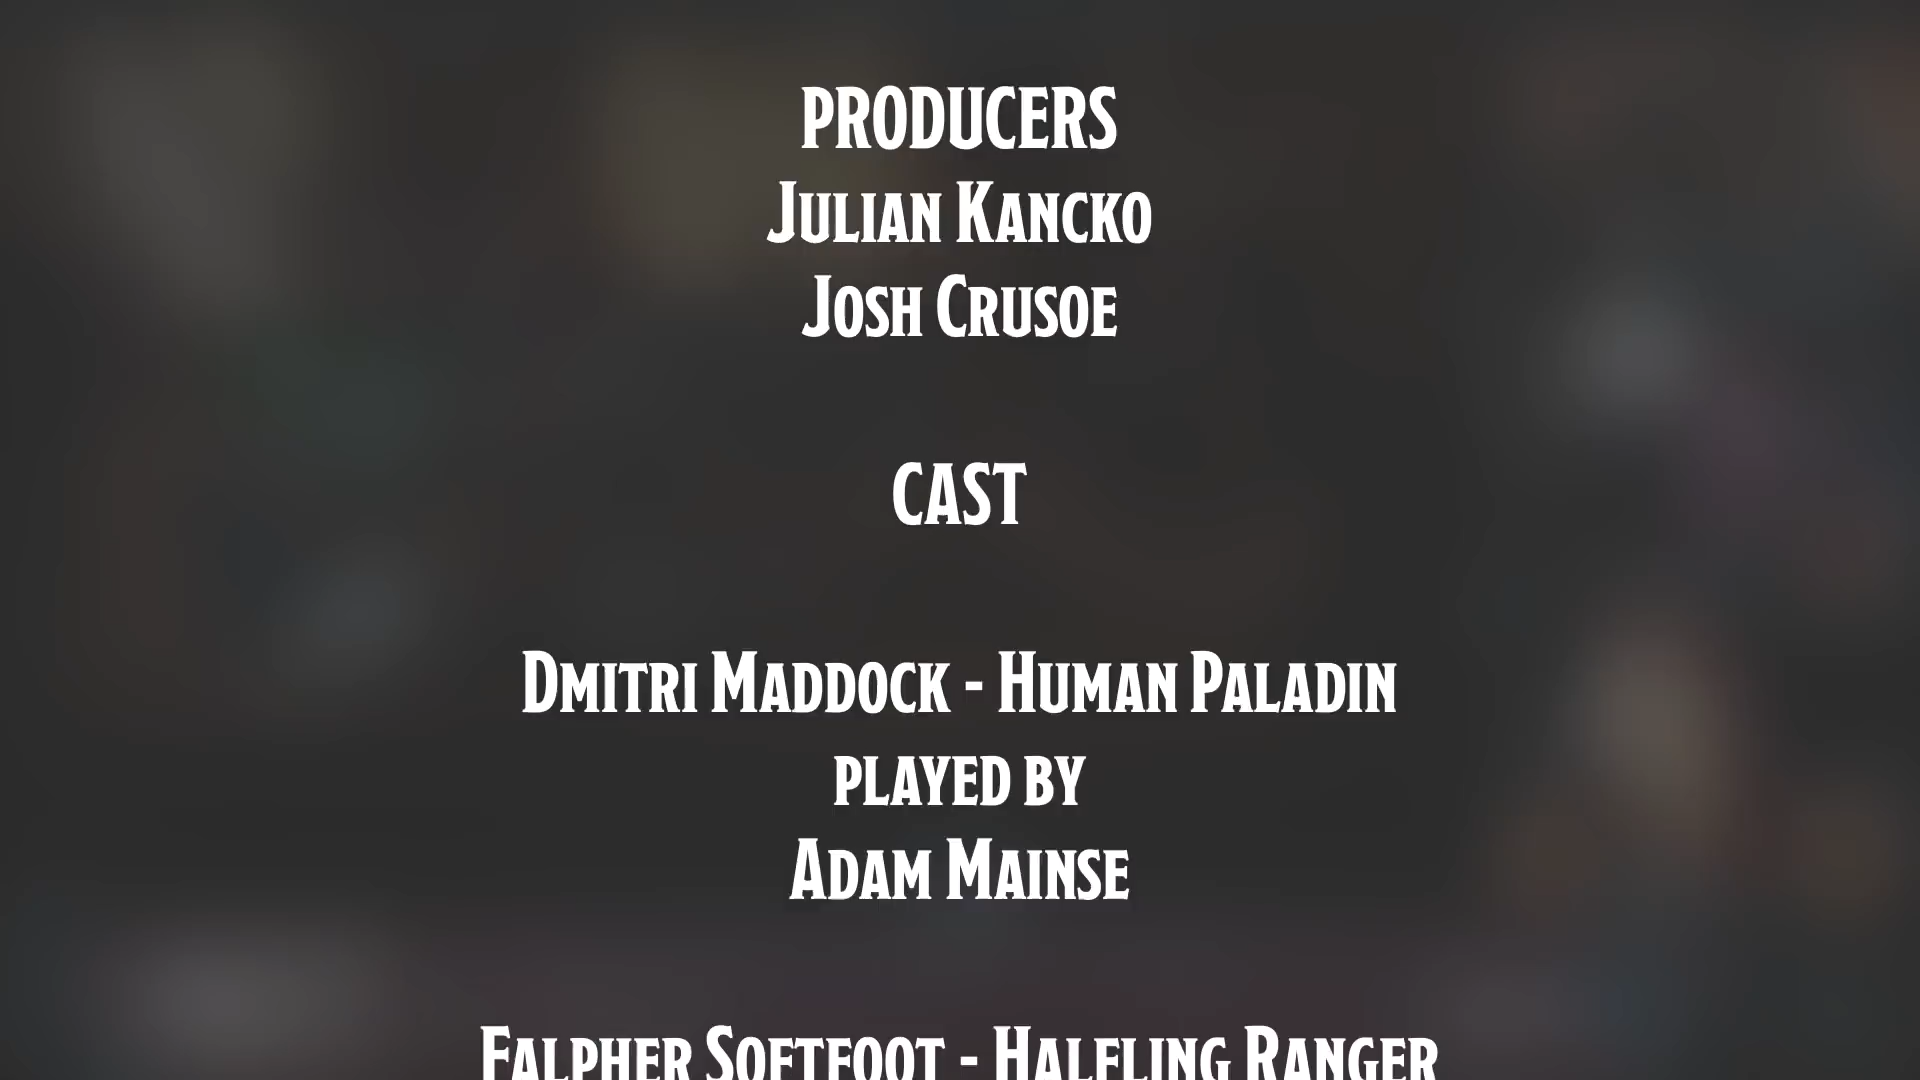 PRODUCERS
Julian Kancko
Josh Crusoe
CAST
Dmitri Maddock - Human Paladin
played by
Adam Mainse
Falpher Softfoot - Halfling Ranger